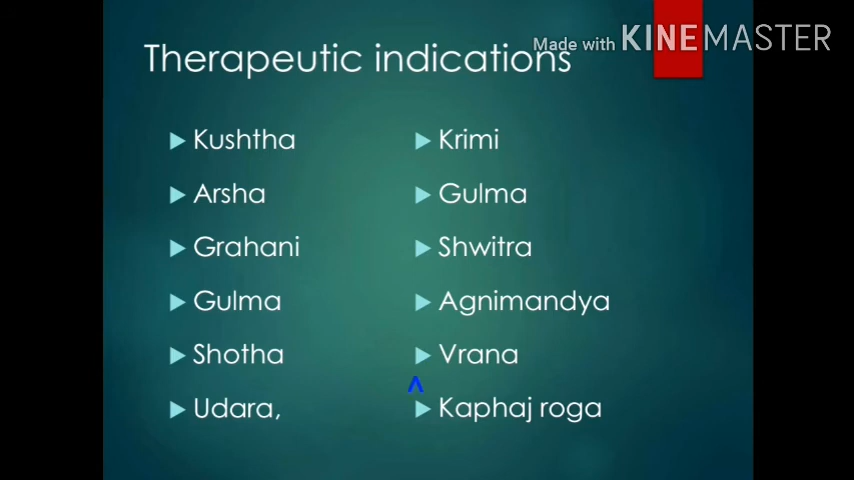 Made with KINEMASTER
Therapeutic indications
Kushtha
Arsha
Grahani
Gulma
Shotha
Udara,
Krimi
Gulma
Shwitra
Agnimandya
Vrana
^
Kaphaj roga